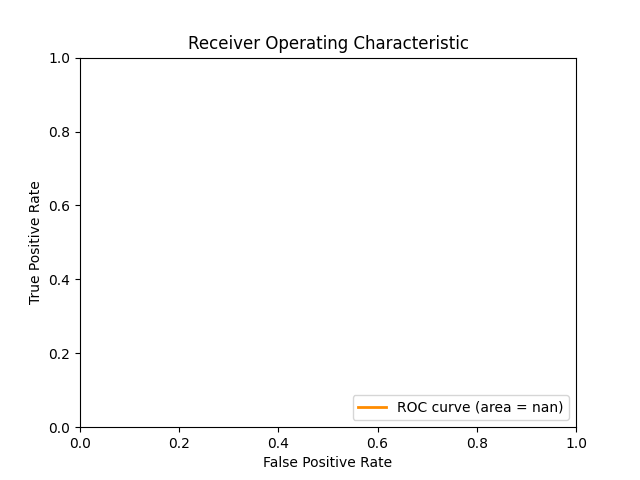 Receiver Operating Characteristic
1.0
0.8
0.6
0.4
0.2
0.0
True Positive Rate
ROC curve (area = nan)
0.0 0.2 0.4 0.6 0.8 1.0
False Positive Rate